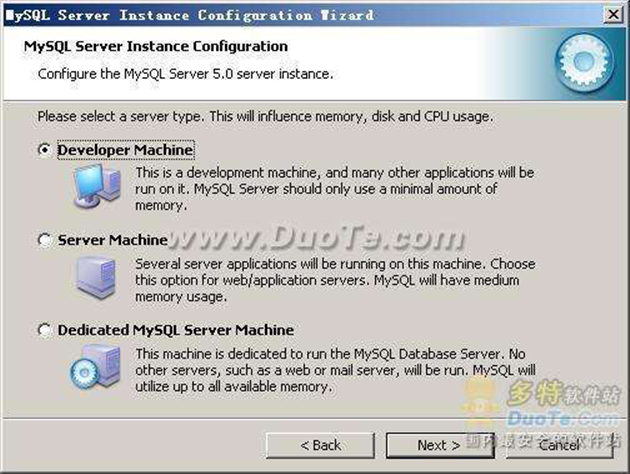 MySQL Server Instance Configuration Wizard
MySQL Server Instance Configuration
Configure the MySQL Server 5.0 server instance.
Please select a server type. This will influence memory, disk and CPU usage.
Developer Machine
This is a development machine, and many other applications will be
run on it. MySQL Server should only use a minimal amount of
memory.
Server Machine
www.DuoTe.com
Several server applications will be running on this machine. Choose
this option for web/application servers. MySQL will have medium
memory usage.
Dedicated MySQL Server Machine
This machine is dedicated to run the MySQL Database Server. No
other servers, such as a web or mail server, will be run. MySQL will
utilize up to all available memory.
多特软件站
DuoTe.com
国内最安全的软件站
< Back
Next >
Cancel